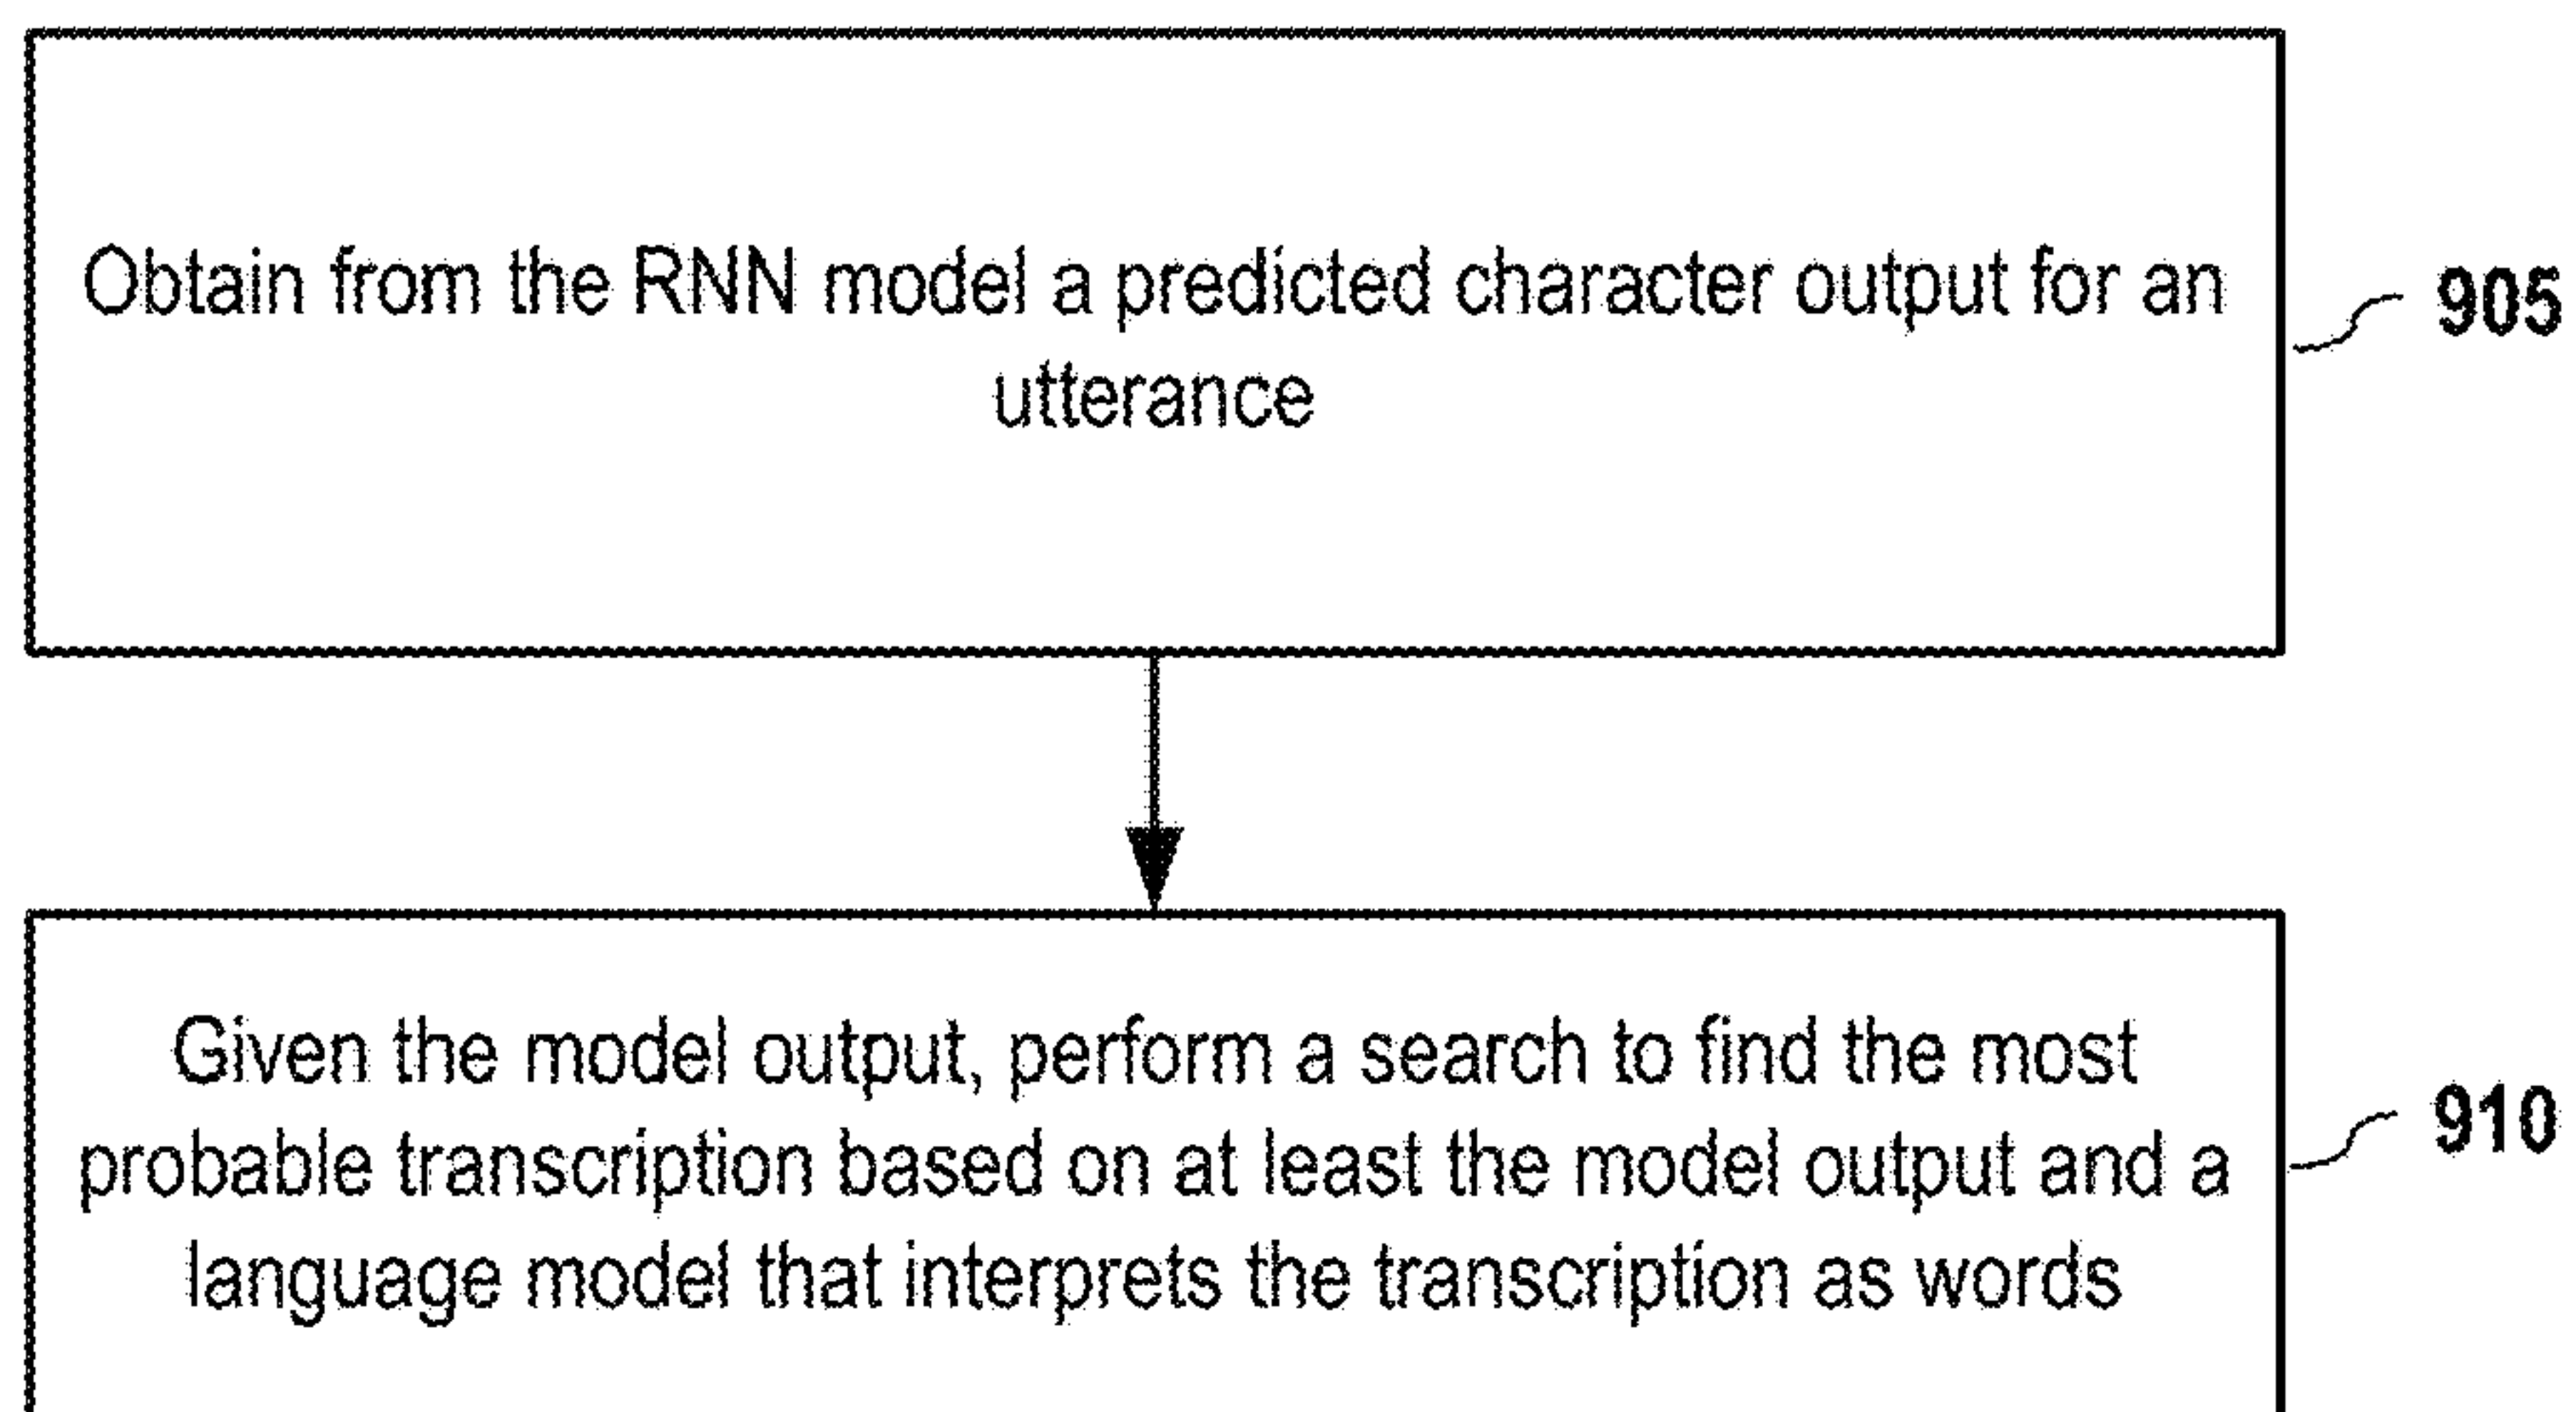 Obtain from the RNN model a predicted character output for an
utterance
905
Given the model output, perform a search to find the most
probable transcription based on at least the model output and a
language model that interprets the transcription as words
910